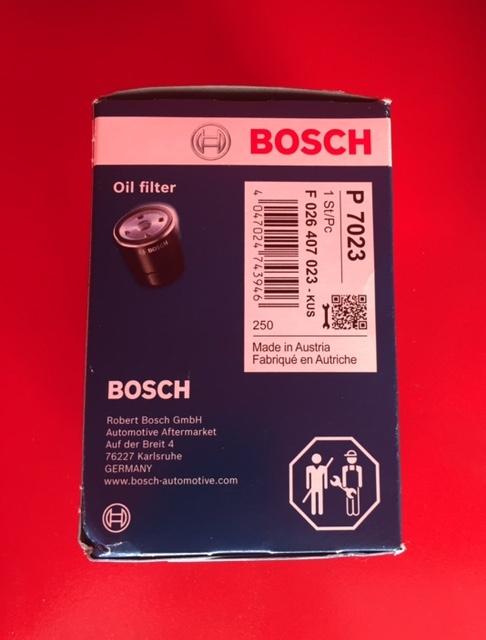 BOSCH
Oil filter
BOSCH
P 7023
1 St/Pc
F 026 407 023 - KUS
4 047024 743946
250
Made in Austria
Fabriqué en Autriche
BOSCH
Robert Bosch GmbH
Automotive Aftermarket
Auf der Breit 4
76227 Karlsruhe
GERMANY
www.bosch-automotive.com